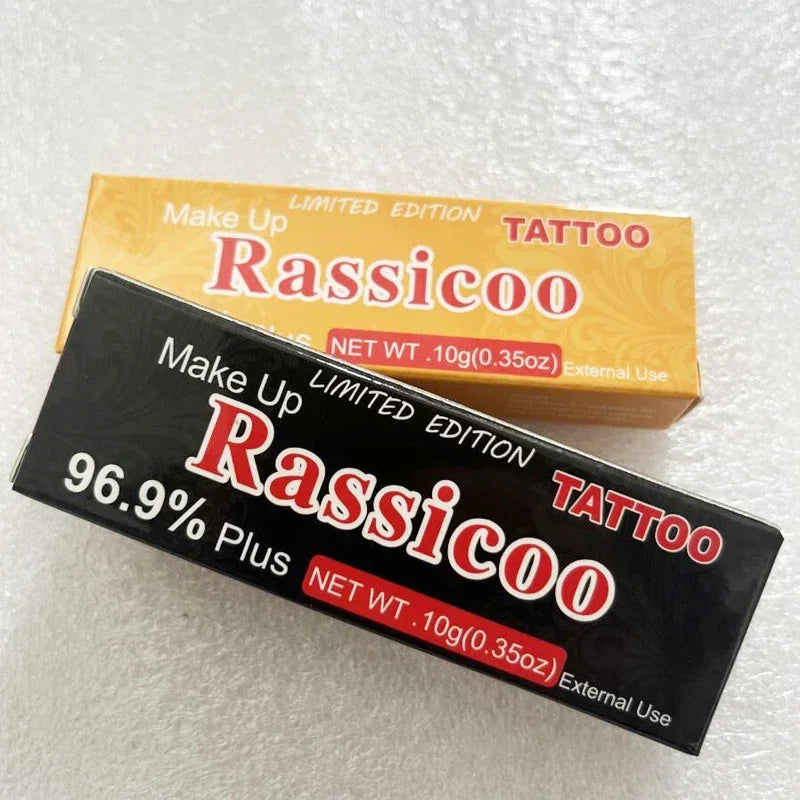 LIMITED EDITION
Make Up
TATTOO
Rassicoo
Plus
NET WT .10g(0.35oz)
External Use
LIMITED EDITION
Make Up
Rassicoo
TATTOO
96.9% Plus
NET WT .10g(0.35oz)
External Use